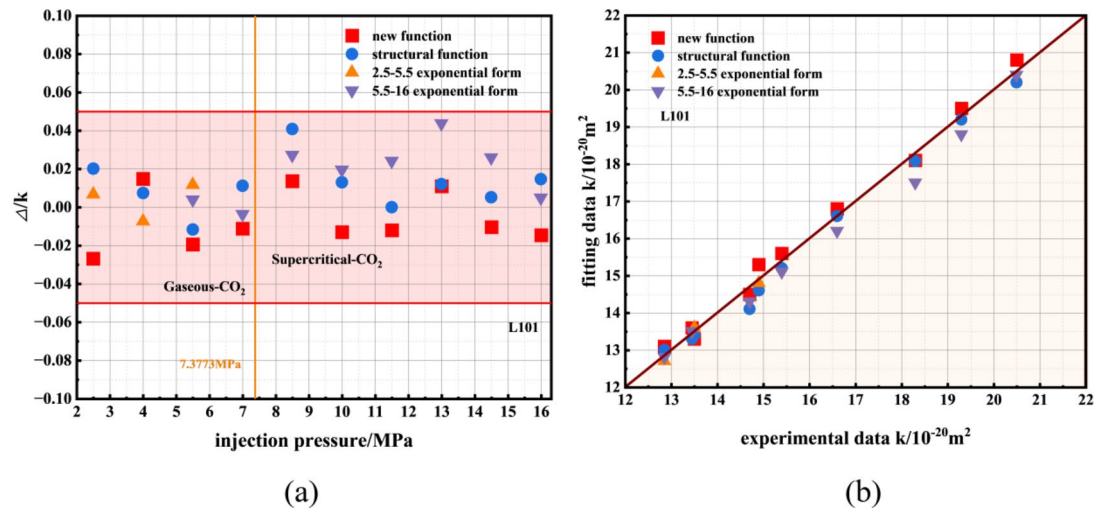 0.10
0.08
0.06
0.04
0.02
0.00
−0.02
−0.04
−0.06
−0.08
−0.10
Δ/k
new function
structural function
2.5-5.5 exponential form
5.5-16 exponential form
Supercritical-CO₂
Gaseous-CO₂
L101
7.3773MPa
2 3 4 5 6 7 8 9 10 11 12 13 14 15 16
injection pressure/MPa
(a)
22
21
20
19
18
17
16
15
14
13
12
fitting data k/10⁻²⁰m²
new function
structural function
2.5-5.5 exponential form
5.5-16 exponential form
L101
12 13 14 15 16 17 18 19 20 21 22
experimental data k/10⁻²⁰m²
(b)